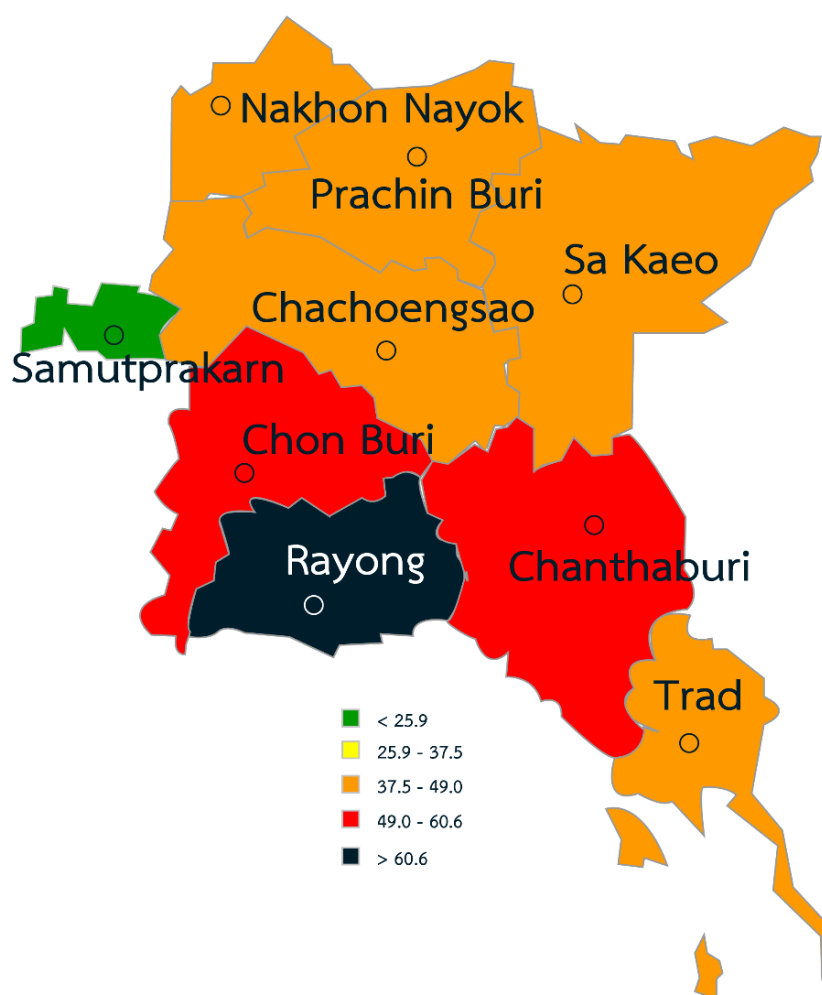 Nakhon Nayok
Prachin Buri
Sa Kaeo
Chachoengsao
Samutprakarn
Chon Buri
Rayong
Chanthaburi
Trad
< 25.9
25.9 - 37.5
37.5 - 49.0
49.0 - 60.6
> 60.6